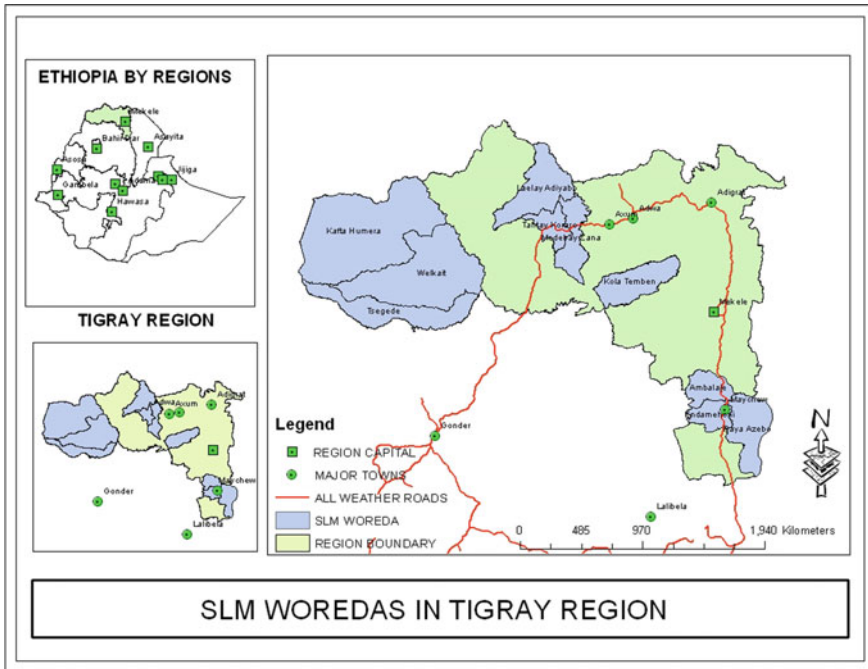 ETHIOPIA BY REGIONS
Mekele
Bahir Dar
Asayita
Asosa
Jijiga
Gambela
Hawasa
TIGRAY REGION
Adigrat
Adwa Axum
Maychew
Gonder
Lalibela
Laelay Adiyabo
Kafta Humera
Adigrat
Axum
Adwa
Welkait
Kola Temben
Tsegede
Mekele
Ambalaje
Maychew
Raya Azebo
Gonder
Lalibela
N
Legend
REGION CAPITAL
MAJOR TOWNS
ALL WEATHER ROADS
SLM WOREDA
REGION BOUNDARY
0 485 970 1,940 Kilometers
SLM WOREDAS IN TIGRAY REGION